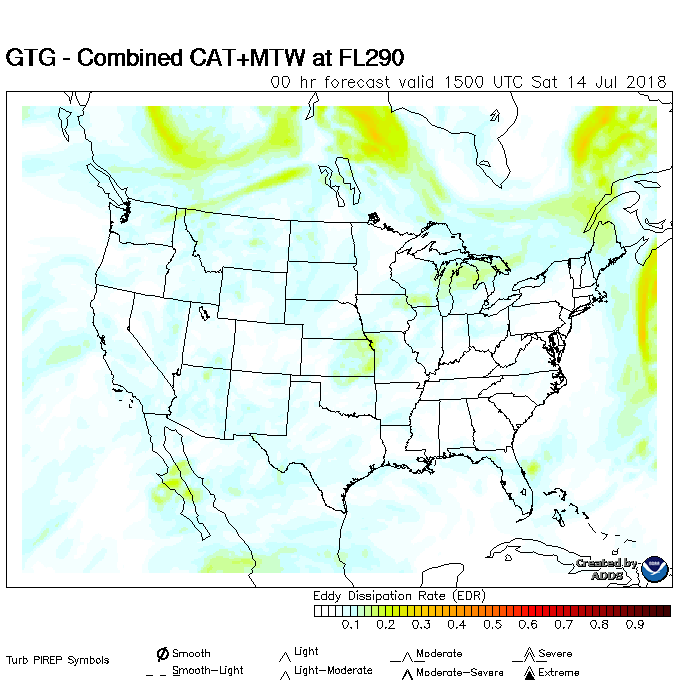 GTG - Combined CAT+MTW at FL290
00 hr forecast valid 1500 UTC Sat 14 Jul 2018
Created by
ADDS
Eddy Dissipation Rate (EDR)
0.1 0.2 0.3 0.4 0.5 0.6 0.7 0.8 0.9
Turb PIREP Symbols
Smooth Light Moderate Severe
Smooth-Light Light-Moderate Moderate-Severe Extreme